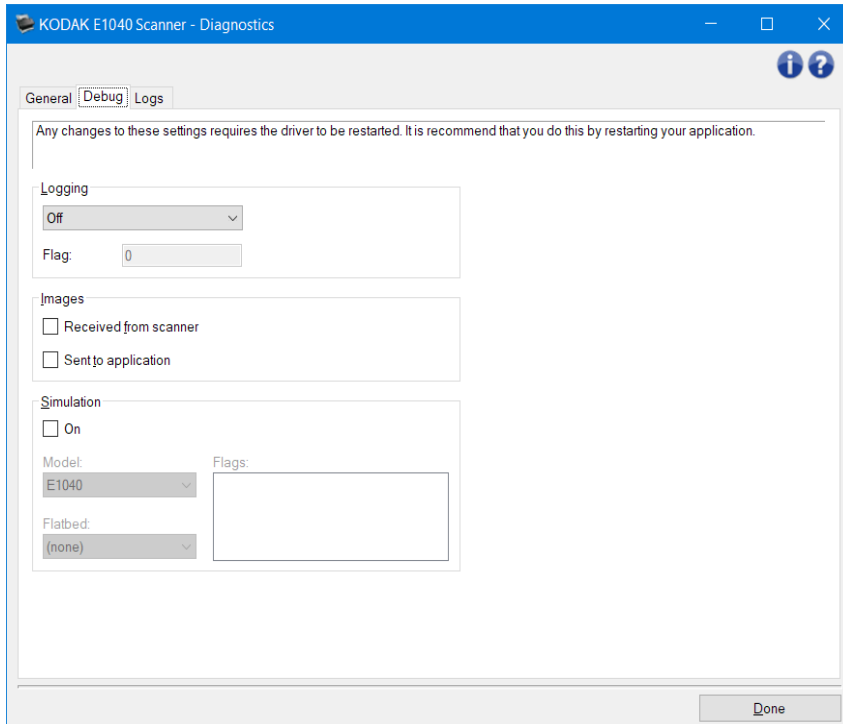 KODAK E1040 Scanner - Diagnostics
General Debug Logs
Any changes to these settings requires the driver to be restarted. It is recommend that you do this by restarting your application.
Logging
Off
Flag: 0
Images
Received from scanner
Sent to application
Simulation
On
Model: Flags:
E1040
Flatbed:
(none)
Done